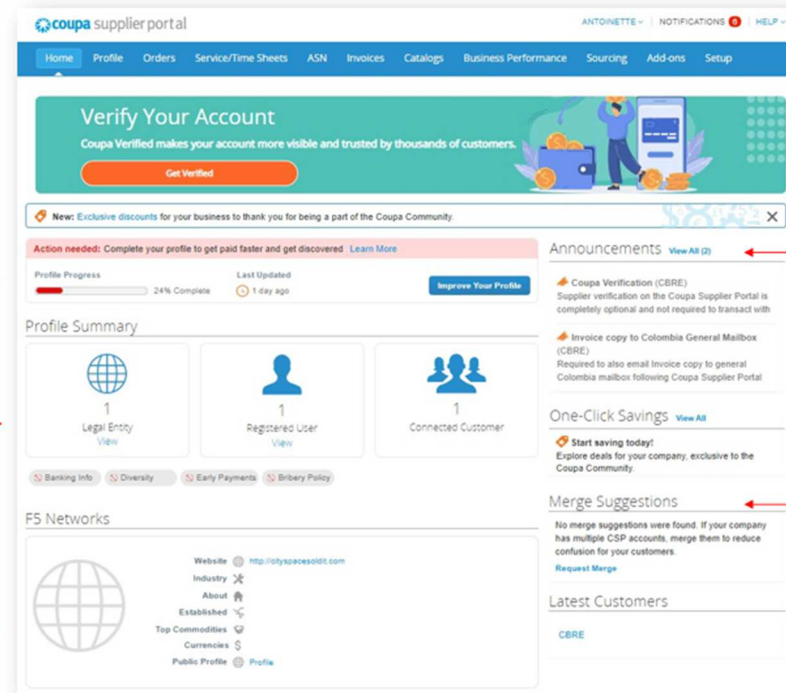 coupa supplier portal
ANTOINETTE
NOTIFICATIONS 6
HELP
Home Profile Orders Service/Time Sheets ASN Invoices Catalogs Business Performance Sourcing Add-ons Setup
Verify Your Account
Coupa Verified makes your account more visible and trusted by thousands of customers.
Get Verified
New: Exclusive discounts for your business to thank you for being a part of the Coupa Community.
Action needed: Complete your profile to get paid faster and get discovered Learn More
Profile Progress
24% Complete
Last Updated
1 day ago
Improve Your Profile
Profile Summary
1
Legal Entity
View
1
Registered User
View
1
Connected Customer
Banking Info Diversity Early Payments Bribery Policy
F5 Networks
Website http://cityspacesoldit.com
Industry
About
Established
Top Commodities
Currencies
Public Profile Profile
Announcements View All (2)
Coupa Verification (CBRE)
Supplier verification on the Coupa Supplier Portal is
completely optional and not required to transact with
Invoice copy to Colombia General Mailbox
(CBRE)
Required to also email Invoice copy to general
Colombia mailbox following Coupa Supplier Portal
One-Click Savings View All
Start saving today!
Explore deals for your company, exclusive to the
Coupa Community.
Merge Suggestions
No merge suggestions were found. If your company
has multiple CSP accounts, merge them to reduce
confusion for your customers.
Request Merge
Latest Customers
CBRE